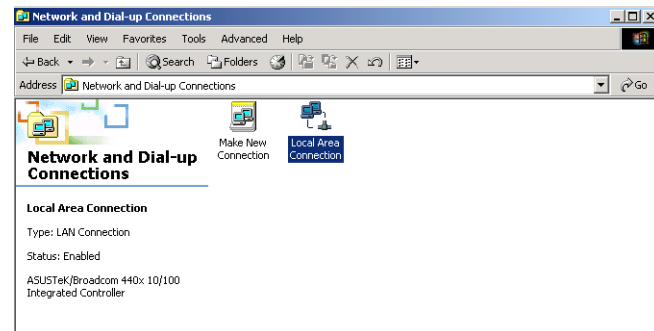 Network and Dial-up Connections
File Edit View Favorites Tools Advanced Help
Back Search Folders
Address Network and Dial-up Connections Go
Make New Connection
Local Area Connection
Network and Dial-up Connections
Local Area Connection
Type: LAN Connection
Status: Enabled
ASUSTeK/Broadcom 440x 10/100
Integrated Controller